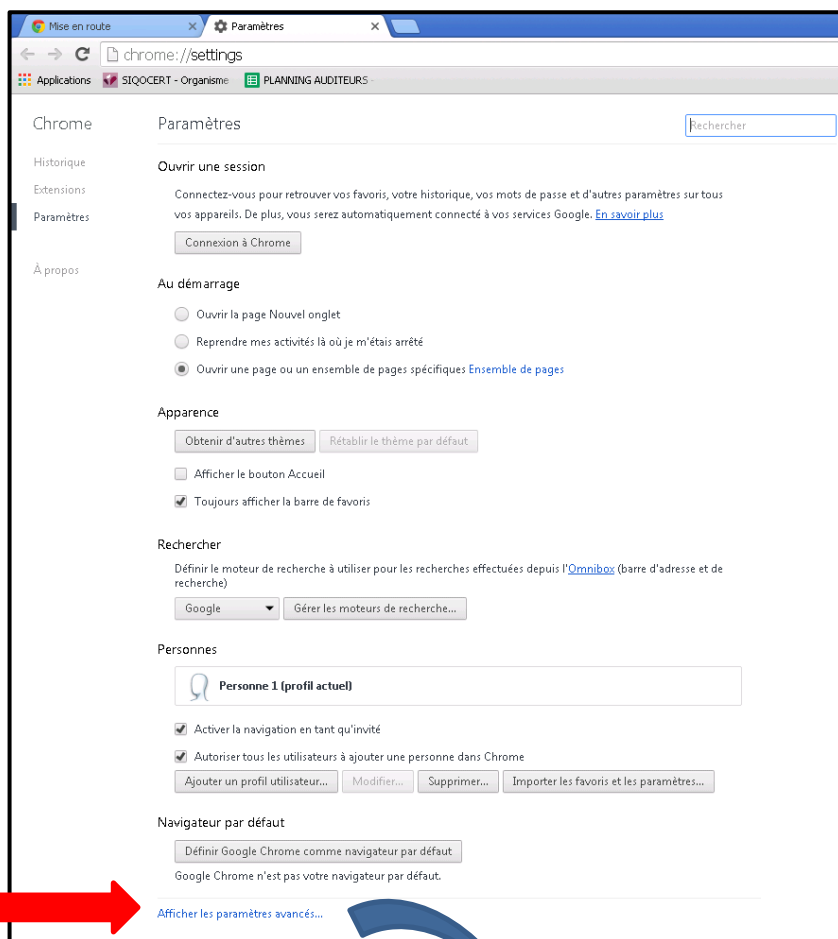 Mise en route
Paramètres
chrome://settings
Applications SIQOCERT - Organisme PLANNING AUDITEURS -
Chrome
Paramètres
Rechercher
Historique
Extensions
Paramètres
À propos
Ouvrir une session
Connectez-vous pour retrouver vos favoris, votre historique, vos mots de passe et d'autres paramètres sur tous
vos appareils. De plus, vous serez automatiquement connecté à vos services Google. En savoir plus
Connexion à Chrome
Au démarrage
Ouvrir la page Nouvel onglet
Reprendre mes activités là où je m'étais arrêté
Ouvrir une page ou un ensemble de pages spécifiques Ensemble de pages
Apparence
Obtenir d'autres thèmes Rétablir le thème par défaut
Afficher le bouton Accueil
Toujours afficher la barre de favoris
Rechercher
Définir le moteur de recherche à utiliser pour les recherches effectuées depuis l'Omnibox (barre d'adresse et de
recherche)
Google Gérer les moteurs de recherche...
Personnes
Personne 1 (profil actuel)
Activer la navigation en tant qu'invité
Autoriser tous les utilisateurs à ajouter une personne dans Chrome
Ajouter un profil utilisateur... Modifier... Supprimer... Importer les favoris et les paramètres...
Navigateur par défaut
Définir Google Chrome comme navigateur par défaut
Google Chrome n'est pas votre navigateur par défaut.
Afficher les paramètres avancés...